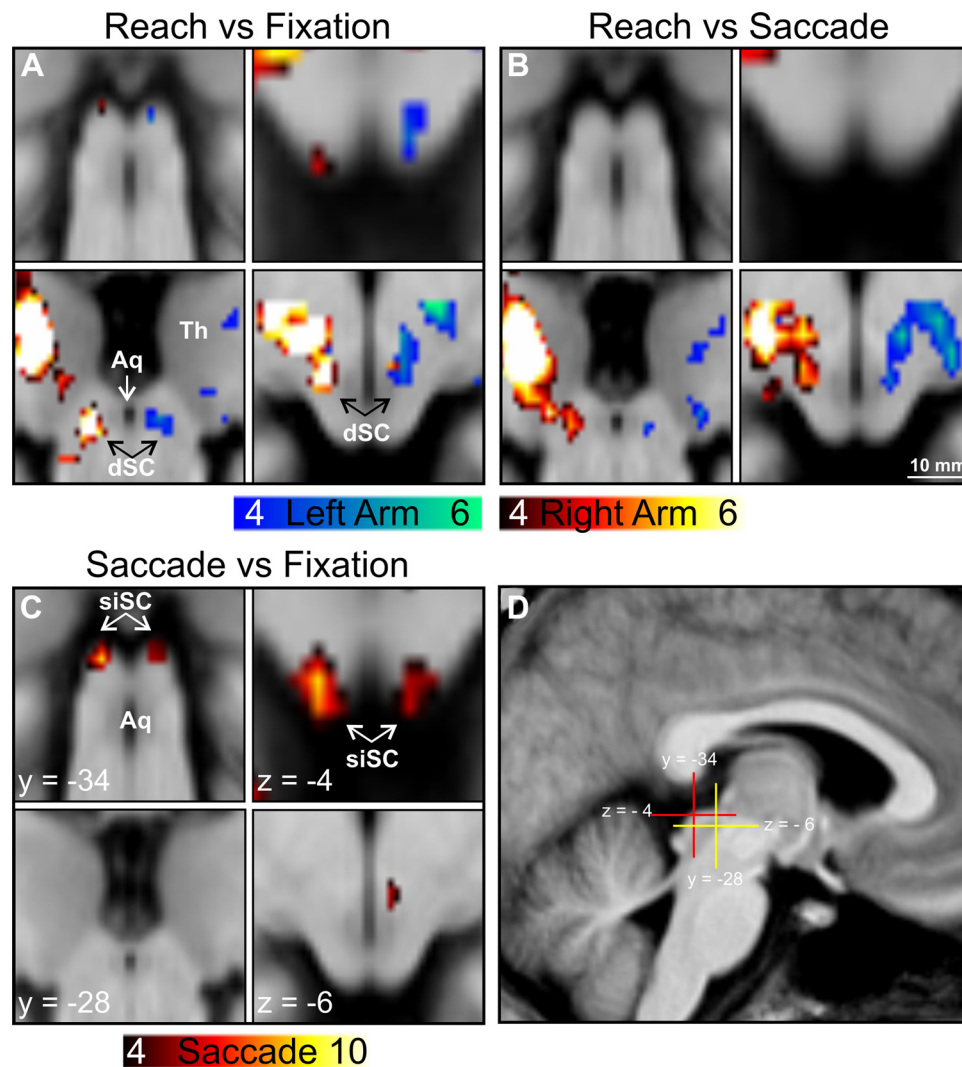 Reach vs Fixation
Reach vs Saccade
A
B
Th
Aq
dSC
dSC
10 mm
4 Left Arm 6
4 Right Arm 6
Saccade vs Fixation
C
siSC
D
Aq
siSC
y = -34
z = -4
y = -34
z = - 4
z = - 6
y = -28
y = -28
z = -6
4 Saccade 10